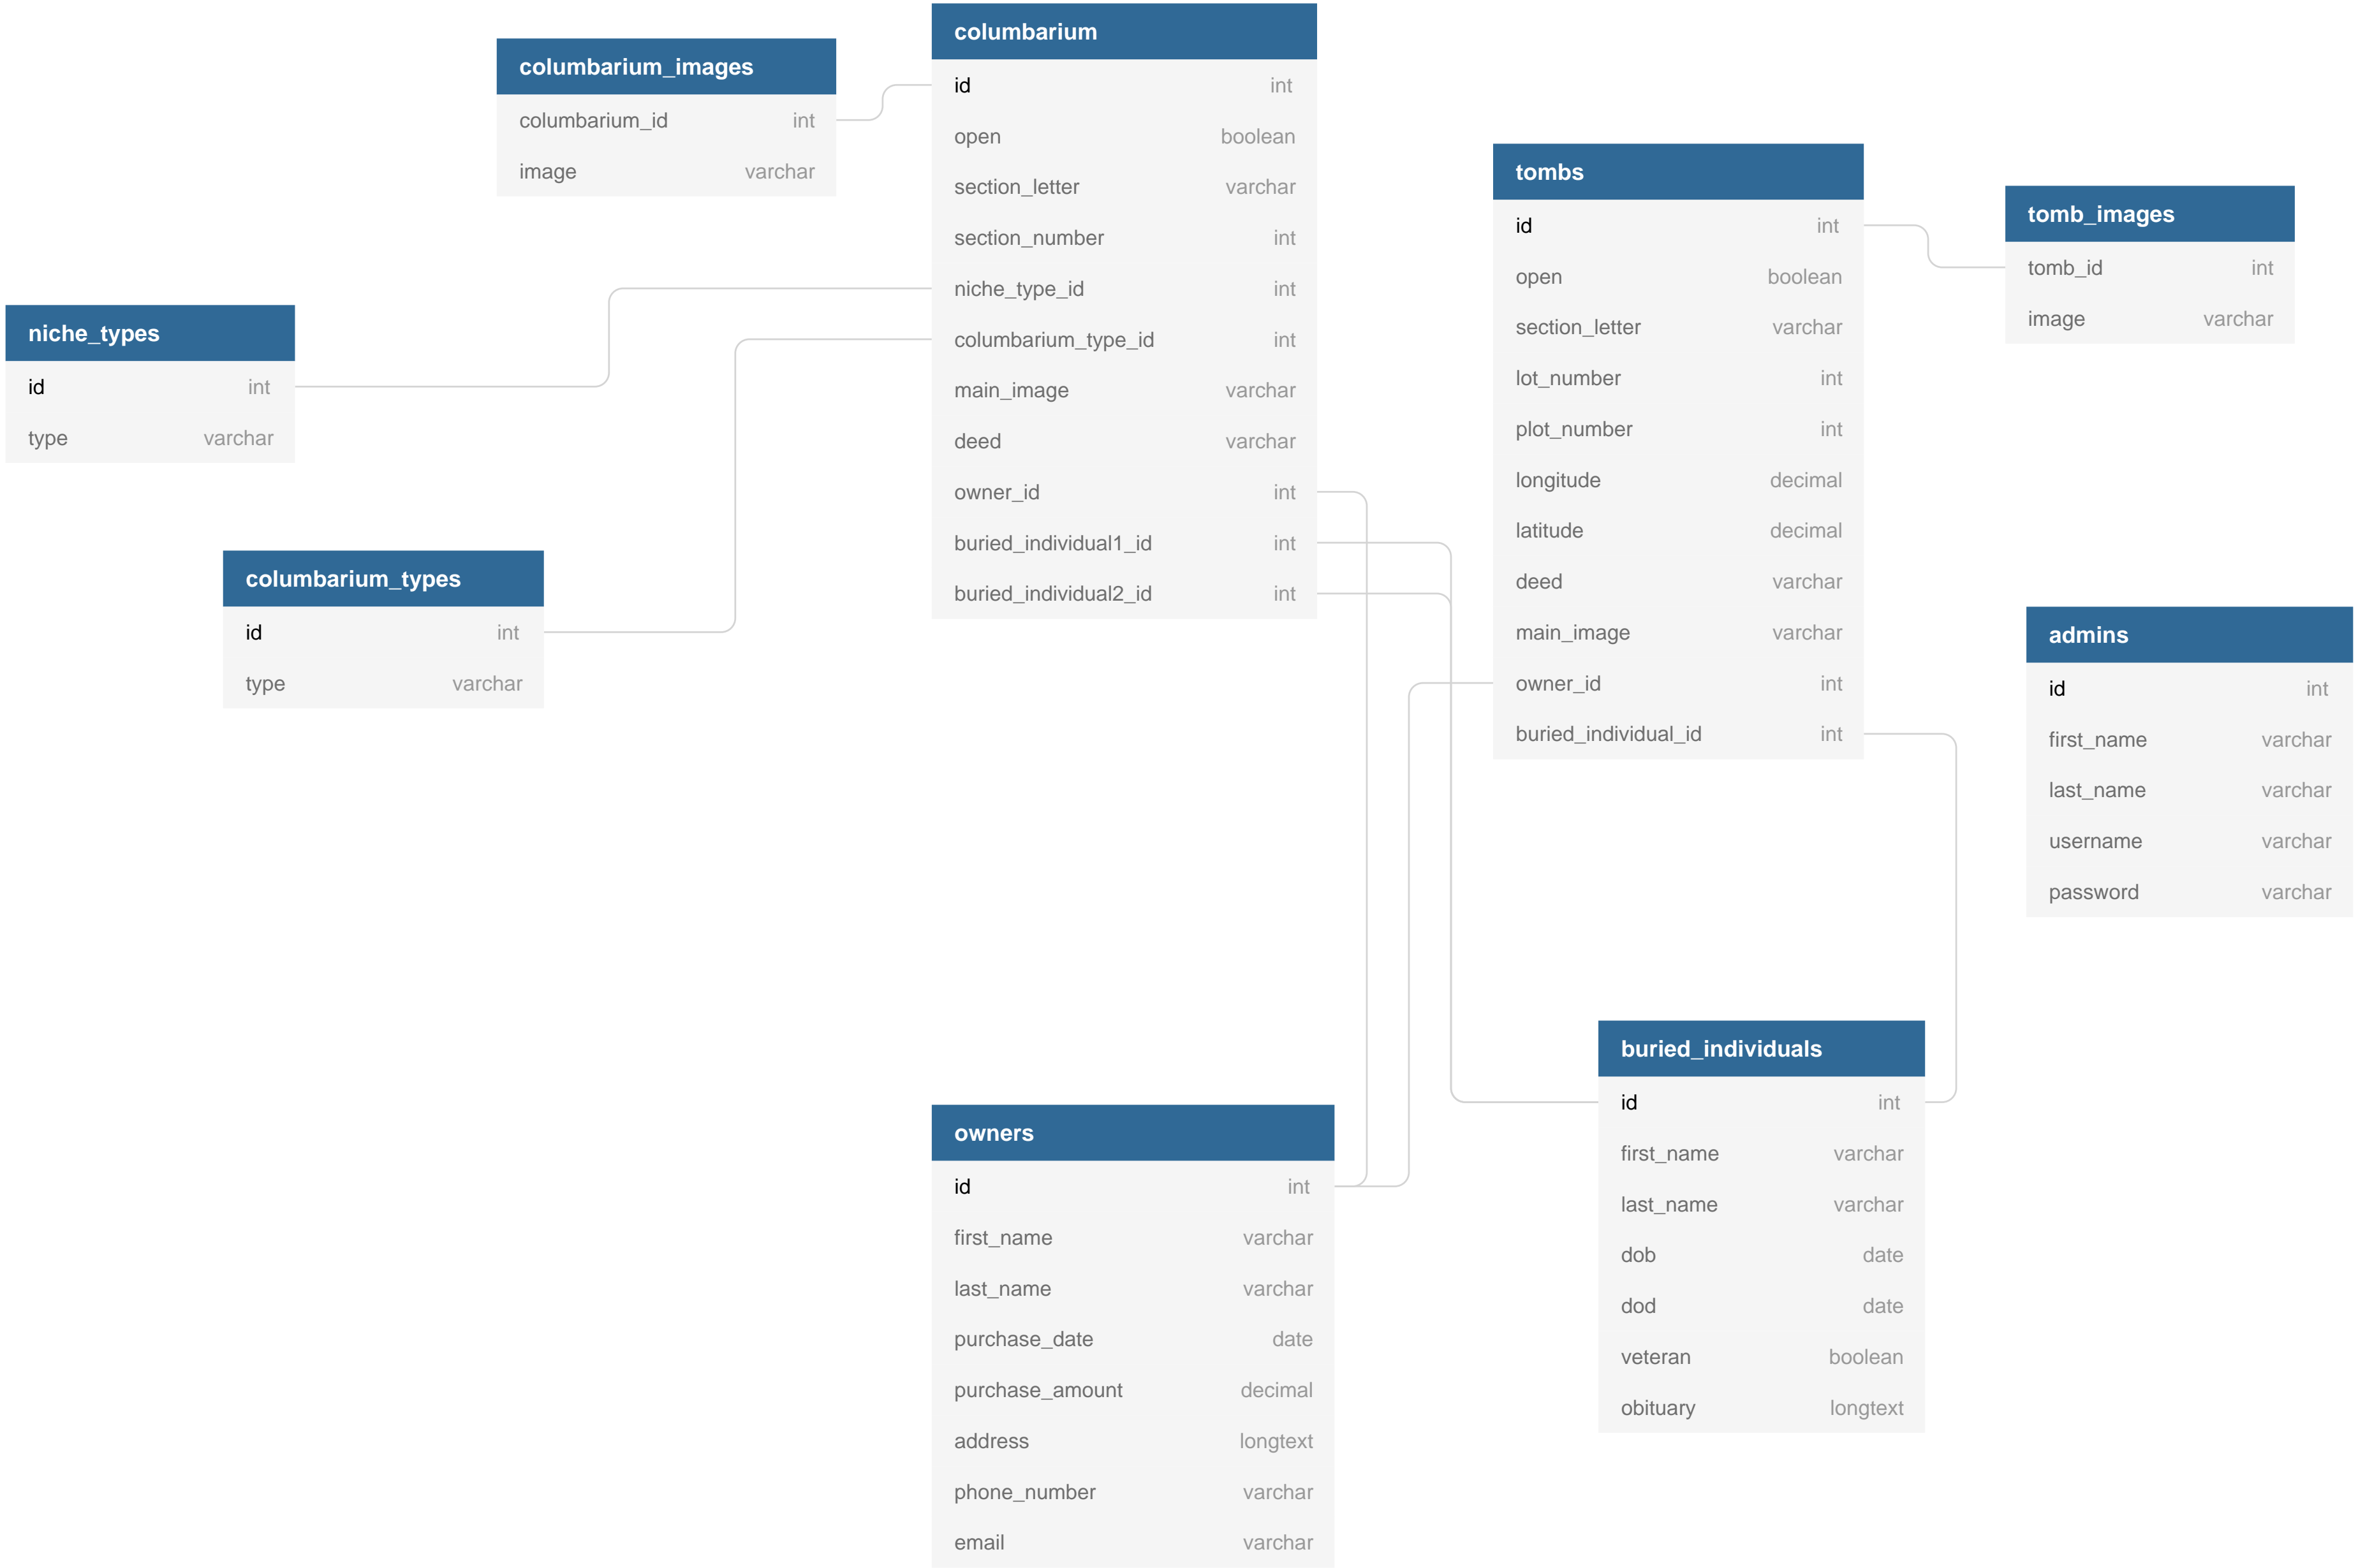 columbarium_images
columbarium_id int
image varchar
columbarium
id int
open boolean
section_letter varchar
section_number int
niche_type_id int
columbarium_type_id int
main_image varchar
deed varchar
owner_id int
buried_individual1_id int
buried_individual2_id int
tombs
id int
open boolean
section_letter varchar
lot_number int
plot_number int
longitude decimal
latitude decimal
deed varchar
main_image varchar
owner_id int
buried_individual_id int
tomb_images
tomb_id int
image varchar
niche_types
id int
type varchar
columbarium_types
id int
type varchar
admins
id int
first_name varchar
last_name varchar
username varchar
password varchar
owners
id int
first_name varchar
last_name varchar
purchase_date date
purchase_amount decimal
address longtext
phone_number varchar
email varchar
buried_individuals
id int
first_name varchar
last_name varchar
dob date
dod date
veteran boolean
obituary longtext